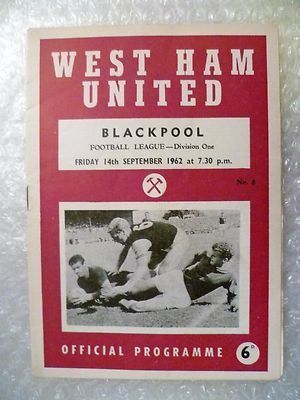 WEST HAM
UNITED
BLACKPOOL
FOOTBALL LEAGUE—Division One
FRIDAY 14th SEPTEMBER 1962 at 7.30 p.m.
No. 8
OFFICIAL PROGRAMME 6D